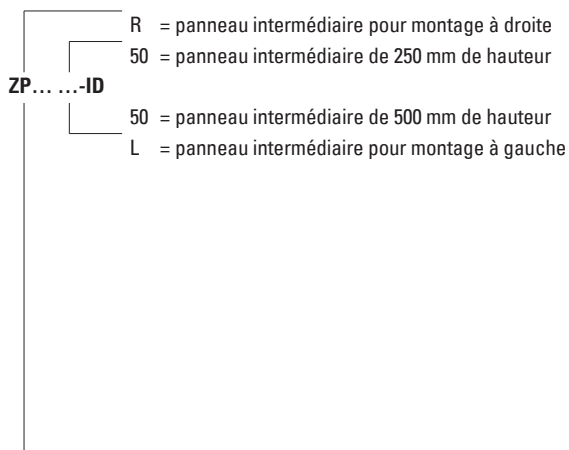 R = panneau intermédiaire pour montage à droite
50 = panneau intermédiaire de 250 mm de hauteur
ZP... ...-ID
50 = panneau intermédiaire de 500 mm de hauteur
L = panneau intermédiaire pour montage à gauche